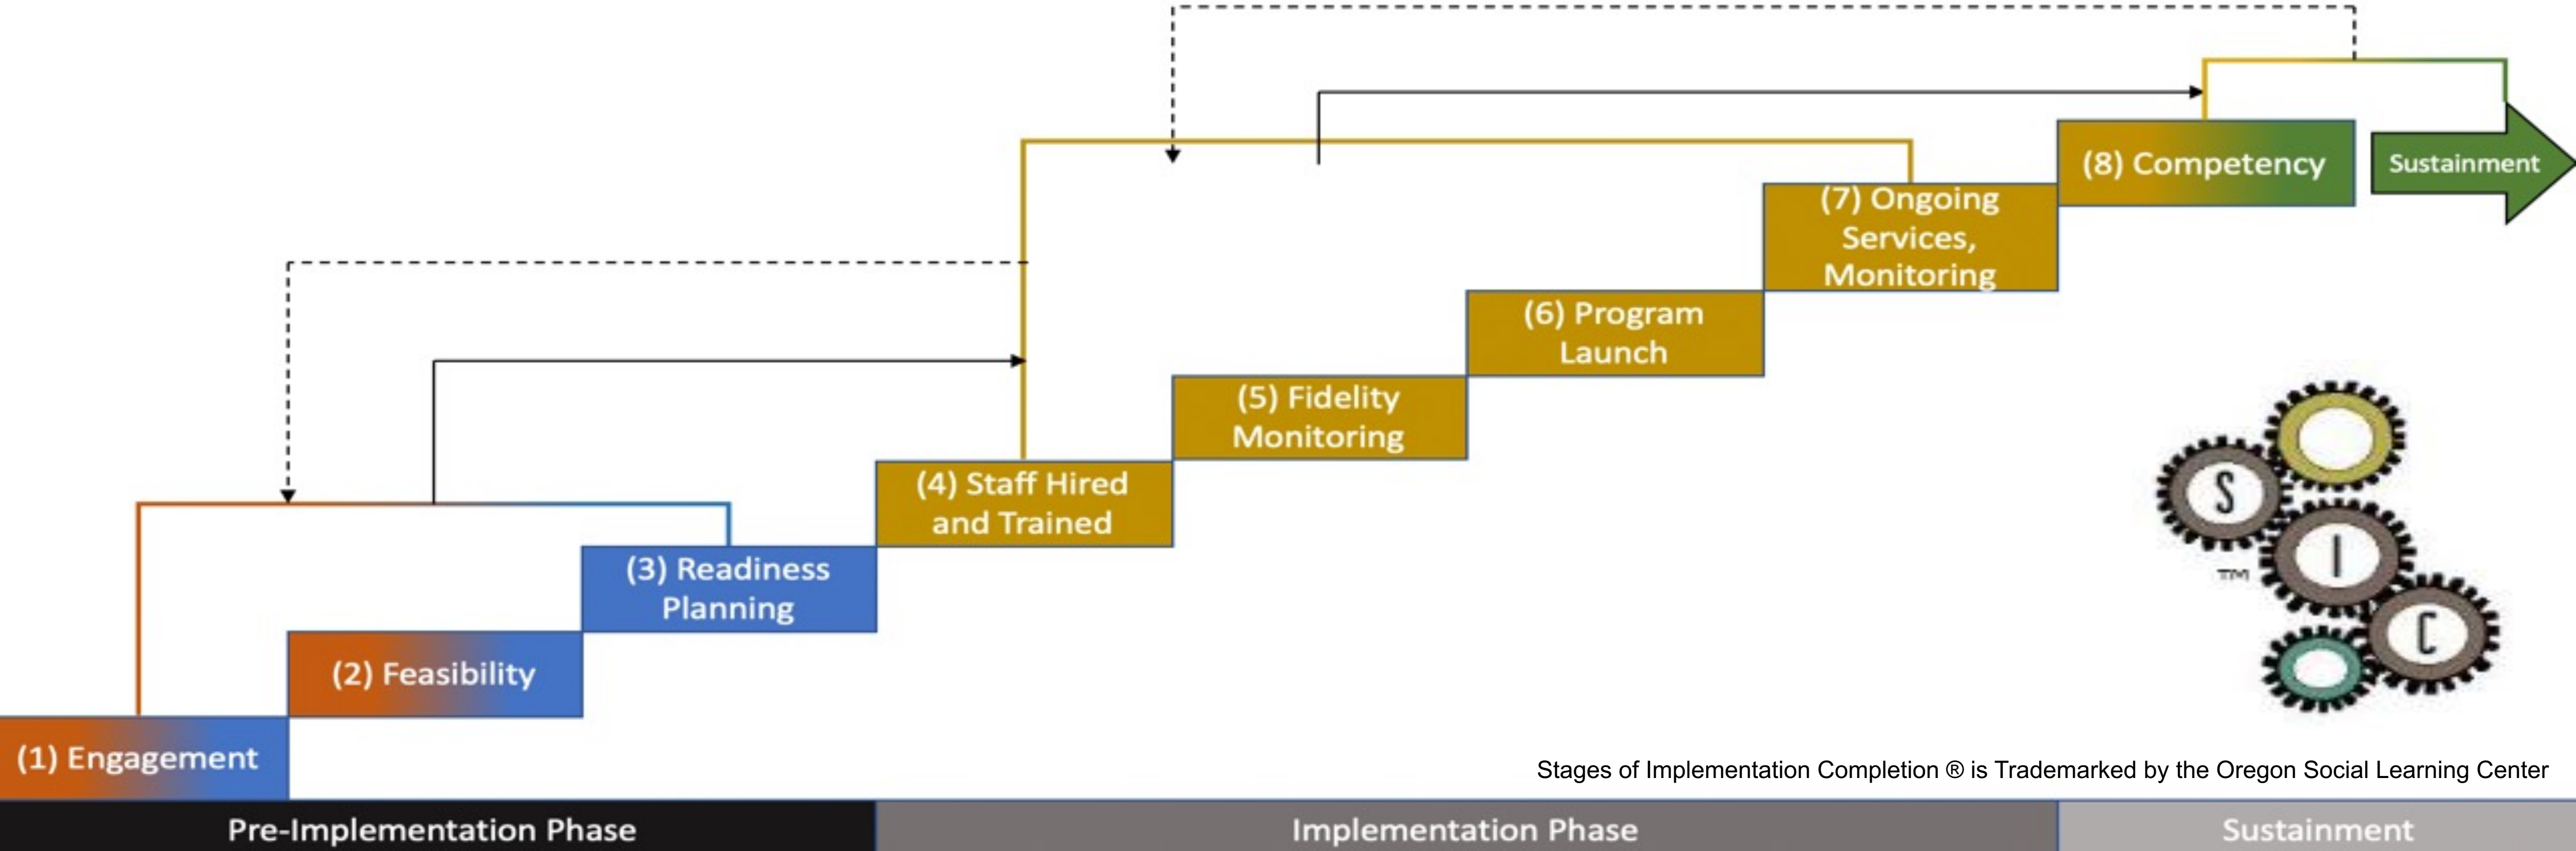 (1) Engagement
(2) Feasibility
(3) Readiness
Planning
(4) Staff Hired
and Trained
(5) Fidelity
Monitoring
(6) Program
Launch
(7) Ongoing
Services,
Monitoring
(8) Competency
Sustainment
S
I
C
™
Stages of Implementation Completion ® is Trademarked by the Oregon Social Learning Center
Pre-Implementation Phase
Implementation Phase
Sustainment